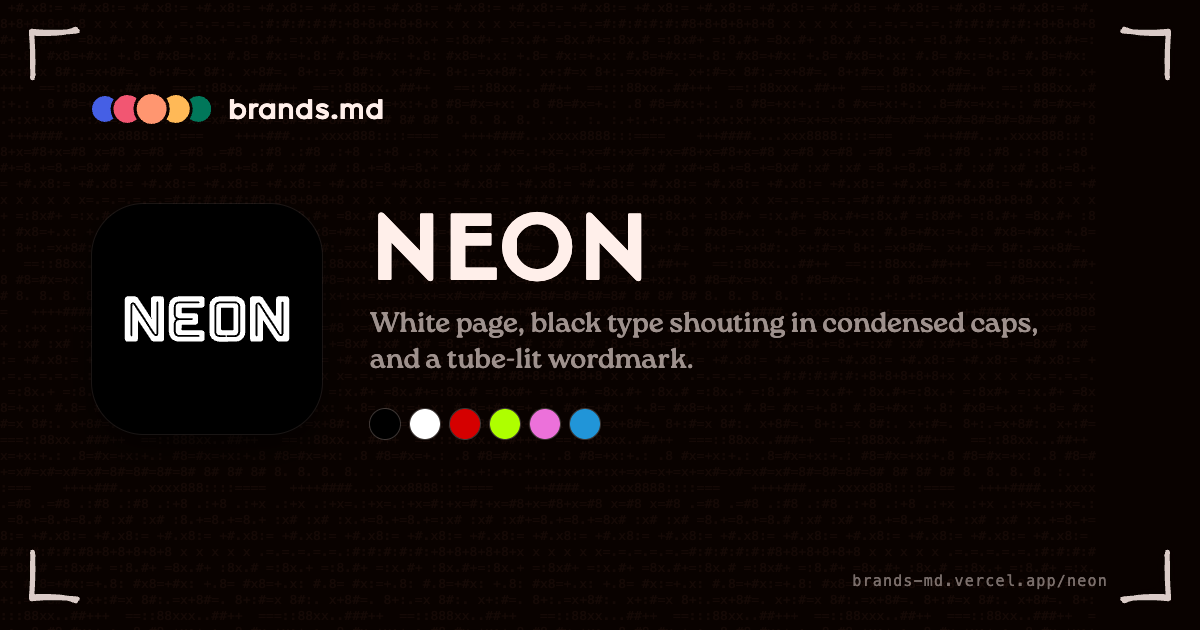 brands.md
NEON
NEON
White page, black type shouting in condensed caps,
and a tube-lit wordmark.
brands-md.vercel.app/neon